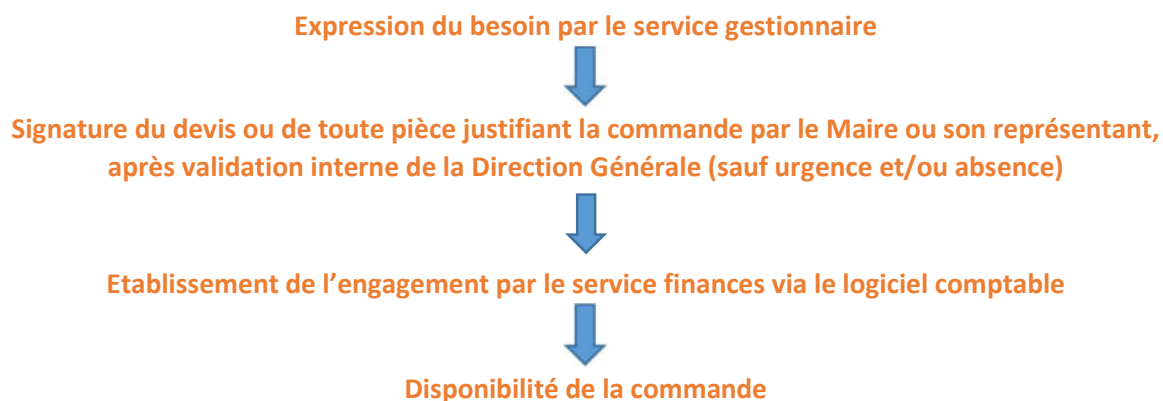 Expression du besoin par le service gestionnaire
Signature du devis ou de toute pièce justifiant la commande par le Maire ou son représentant,
après validation interne de la Direction Générale (sauf urgence et/ou absence)
Etablissement de l’engagement par le service finances via le logiciel comptable
Disponibilité de la commande